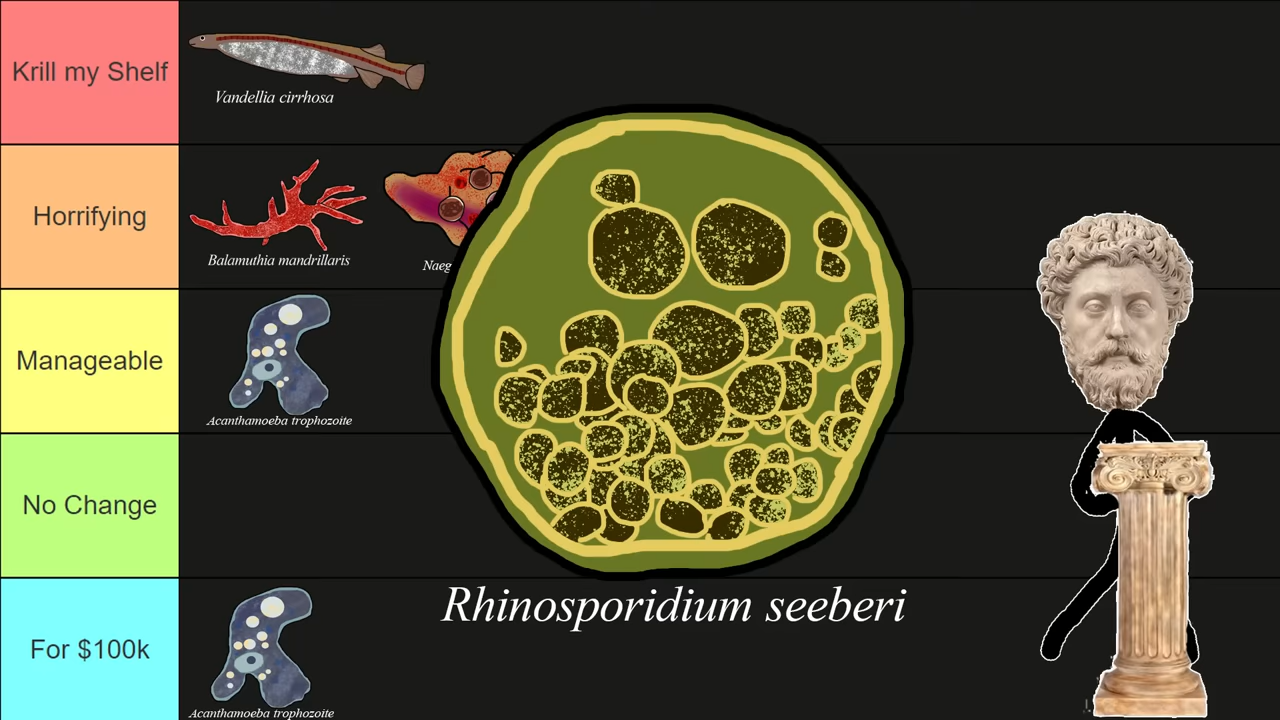 Krill my Shelf
Vandellia cirrhosa
Horrifying
Balamuthia mandrillaris
Naeg
Manageable
Acanthamoeba trophozoite
No Change
Rhinosporidium seeberi
For $100k
Acanthamoeba trophozoite